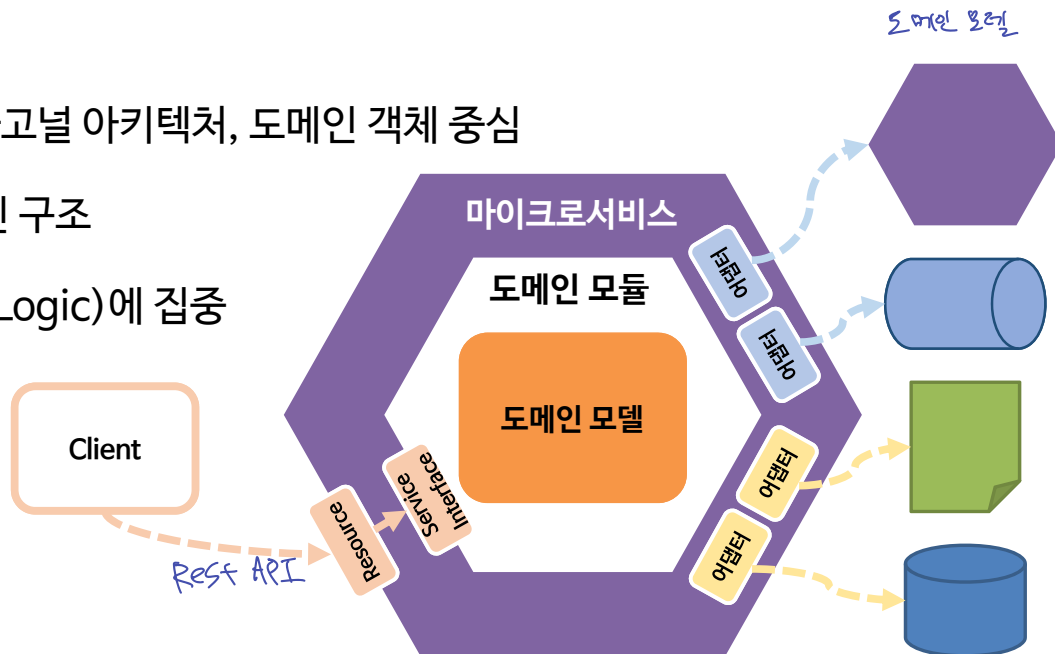 도메인 모델
고널 아키텍처, 도메인 객체 중심
구조
Logic)에 집중
마이크로서비스
도메인 모듈
도메인 모델
어댑터
어댑터
어댑터
어댑터
Client
Resource
Service
Interface
Rest API